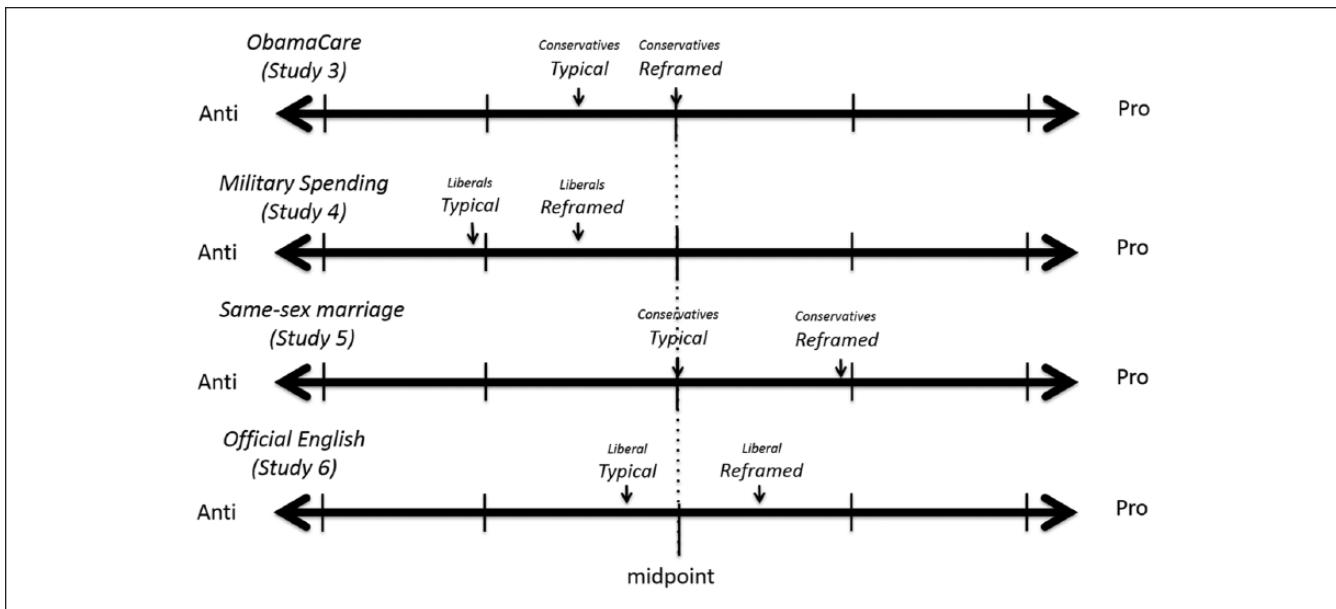 ObamaCare
(Study 3)
Conservatives Conservatives
Typical Reframed
Anti Pro
Military Spending
(Study 4)
Liberals Liberals
Typical Reframed
Anti Pro
Same-sex marriage
(Study 5)
Conservatives Conservatives
Typical Reframed
Anti Pro
Official English
(Study 6)
Liberal Liberal
Typical Reframed
Anti Pro
midpoint